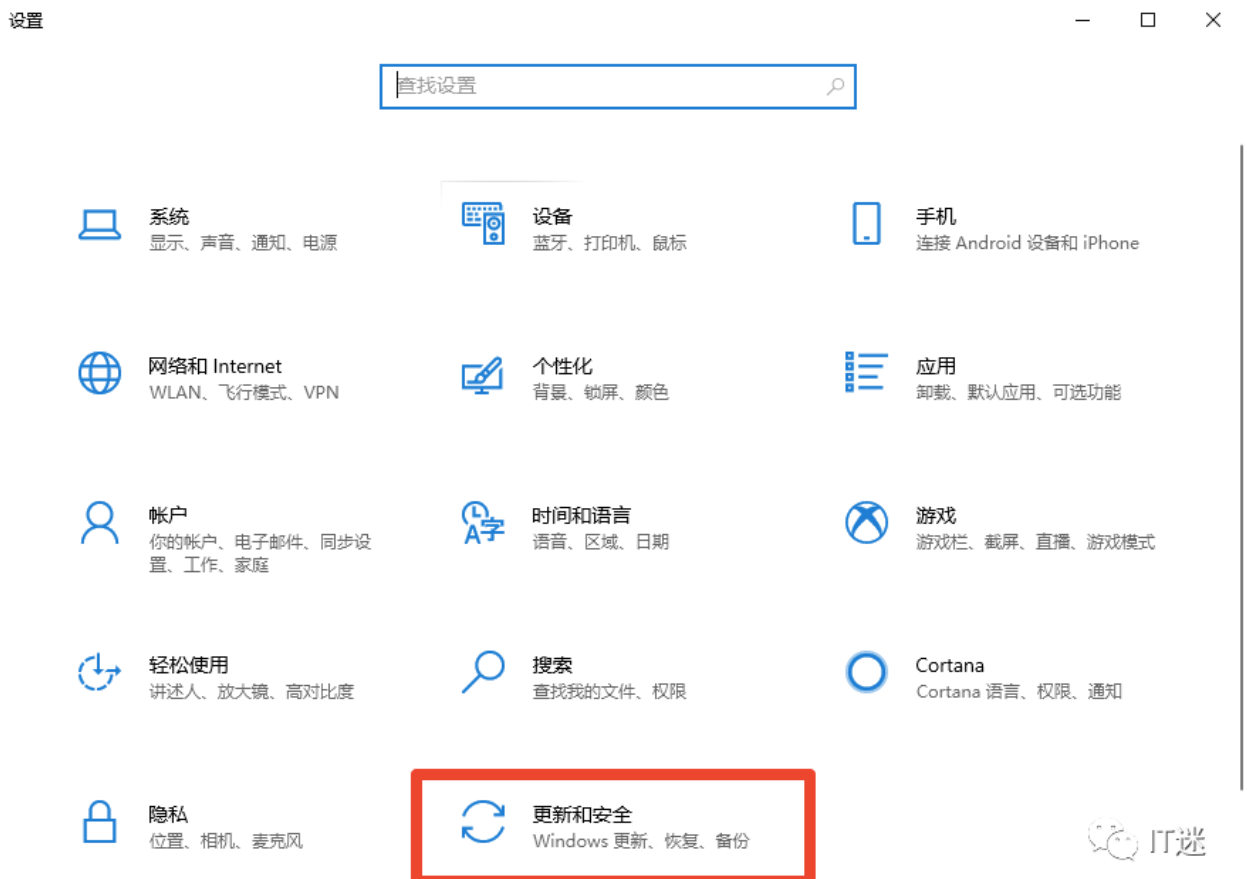 设置
查找设置
系统
显示、声音、通知、电源
设备
蓝牙、打印机、鼠标
手机
连接 Android 设备和 iPhone
网络和 Internet
WLAN、飞行模式、VPN
个性化
背景、锁屏、颜色
应用
卸载、默认应用、可选功能
帐户
你的帐户、电子邮件、同步设
置、工作、家庭
时间和语言
语音、区域、日期
游戏
游戏栏、截屏、直播、游戏模式
轻松使用
讲述人、放大镜、高对比度
搜索
查找我的文件、权限
Cortana
Cortana 语言、权限、通知
隐私
位置、相机、麦克风
更新和安全
Windows 更新、恢复、备份
IT迷